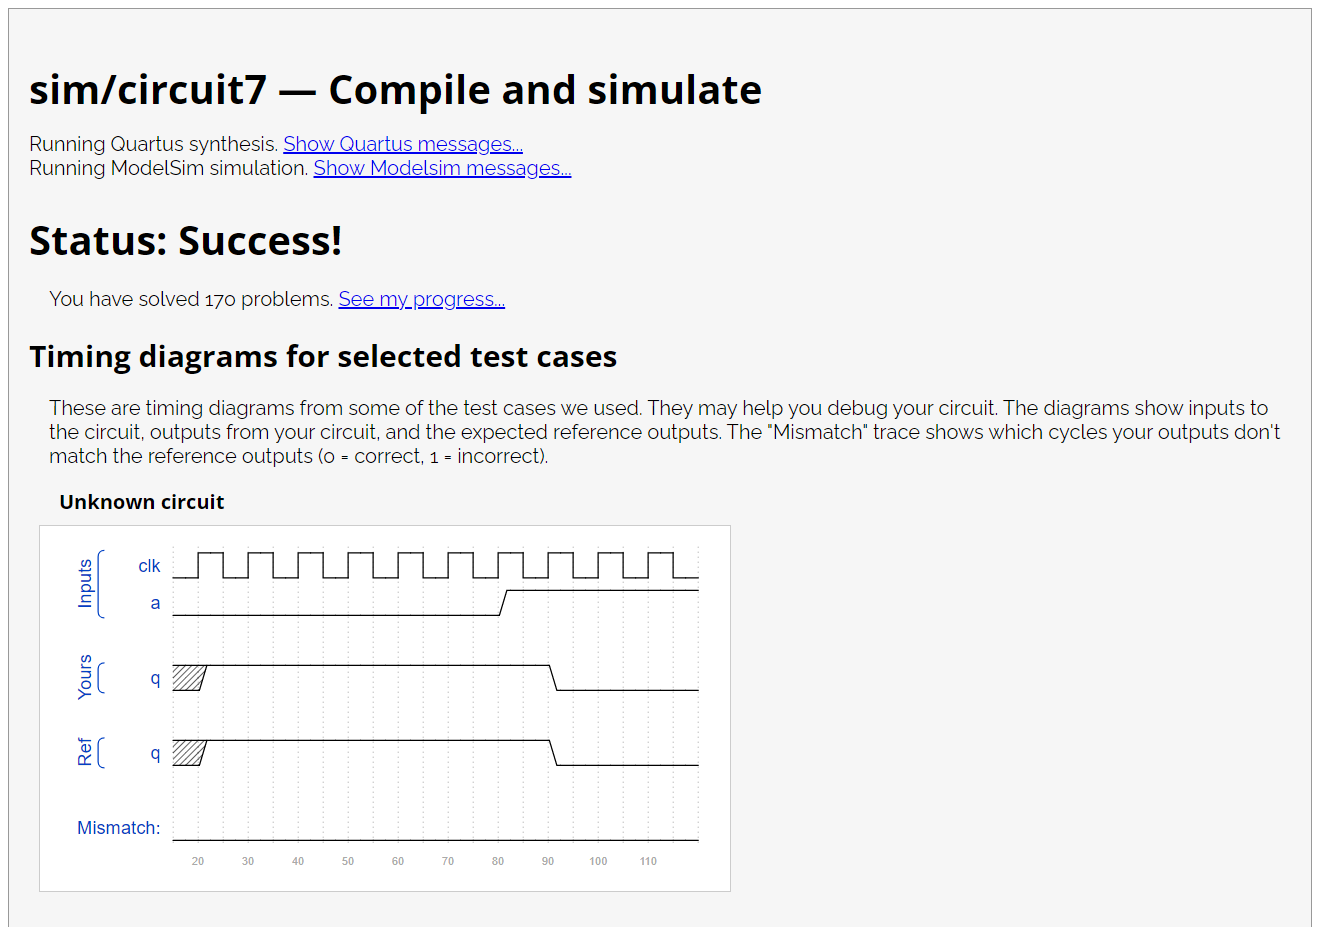 sim/circuit7 — Compile and simulate
Running Quartus synthesis. Show Quartus messages...
Running ModelSim simulation. Show Modelsim messages...
Status: Success!
You have solved 170 problems. See my progress...
Timing diagrams for selected test cases
These are timing diagrams from some of the test cases we used. They may help you debug your circuit. The diagrams show inputs to
the circuit, outputs from your circuit, and the expected reference outputs. The "Mismatch" trace shows which cycles your outputs don't
match the reference outputs (0 = correct, 1 = incorrect).
Unknown circuit
Inputs
clk
a
Yours
q
Ref
q
Mismatch:
20 30 40 50 60 70 80 90 100 110